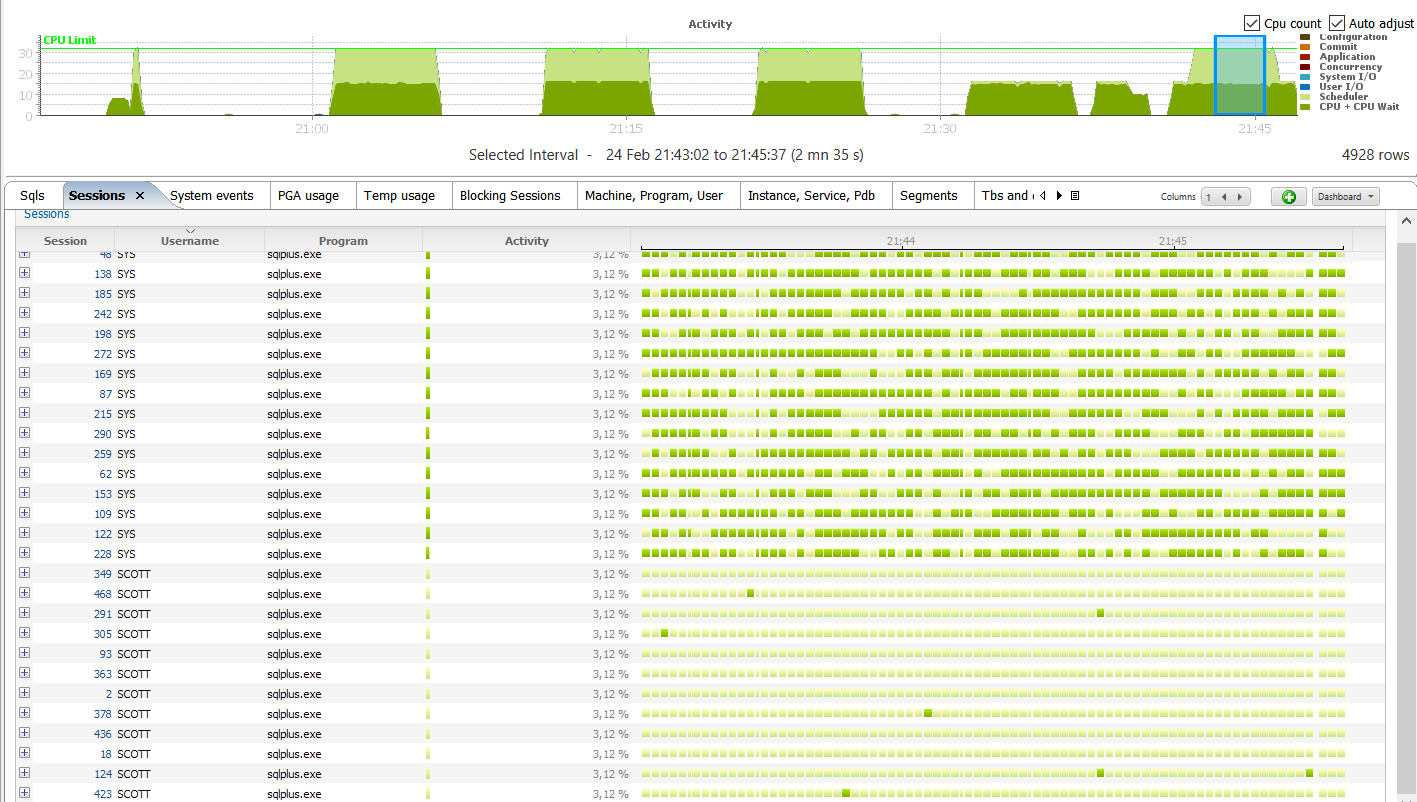 Activity
Cpu count Auto adjust
CPU Limit
30
20
10
0
21:00 21:15 21:30 21:45
Configuration
Commit
Application
Concurrency
System I/O
User I/O
Scheduler
CPU + CPU Wait
Selected Interval - 24 Feb 21:43:02 to 21:45:37 (2 mn 35 s) 4928 rows
Sqls Sessions × System events PGA usage Temp usage Blocking Sessions Machine, Program, User Instance, Service, Pdb Segments Tbs and Columns 1 Dashboard
Sessions
Session Username Program Activity 21:44 21:45
48 SYS sqlplus.exe 3,12 %
138 SYS sqlplus.exe 3,12 %
185 SYS sqlplus.exe 3,12 %
242 SYS sqlplus.exe 3,12 %
198 SYS sqlplus.exe 3,12 %
272 SYS sqlplus.exe 3,12 %
169 SYS sqlplus.exe 3,12 %
87 SYS sqlplus.exe 3,12 %
215 SYS sqlplus.exe 3,12 %
290 SYS sqlplus.exe 3,12 %
259 SYS sqlplus.exe 3,12 %
62 SYS sqlplus.exe 3,12 %
153 SYS sqlplus.exe 3,12 %
109 SYS sqlplus.exe 3,12 %
122 SYS sqlplus.exe 3,12 %
228 SYS sqlplus.exe 3,12 %
349 SCOTT sqlplus.exe 3,12 %
468 SCOTT sqlplus.exe 3,12 %
291 SCOTT sqlplus.exe 3,12 %
305 SCOTT sqlplus.exe 3,12 %
93 SCOTT sqlplus.exe 3,12 %
363 SCOTT sqlplus.exe 3,12 %
2 SCOTT sqlplus.exe 3,12 %
378 SCOTT sqlplus.exe 3,12 %
436 SCOTT sqlplus.exe 3,12 %
18 SCOTT sqlplus.exe 3,12 %
124 SCOTT sqlplus.exe 3,12 %
423 SCOTT sqlplus.exe 3,12 %